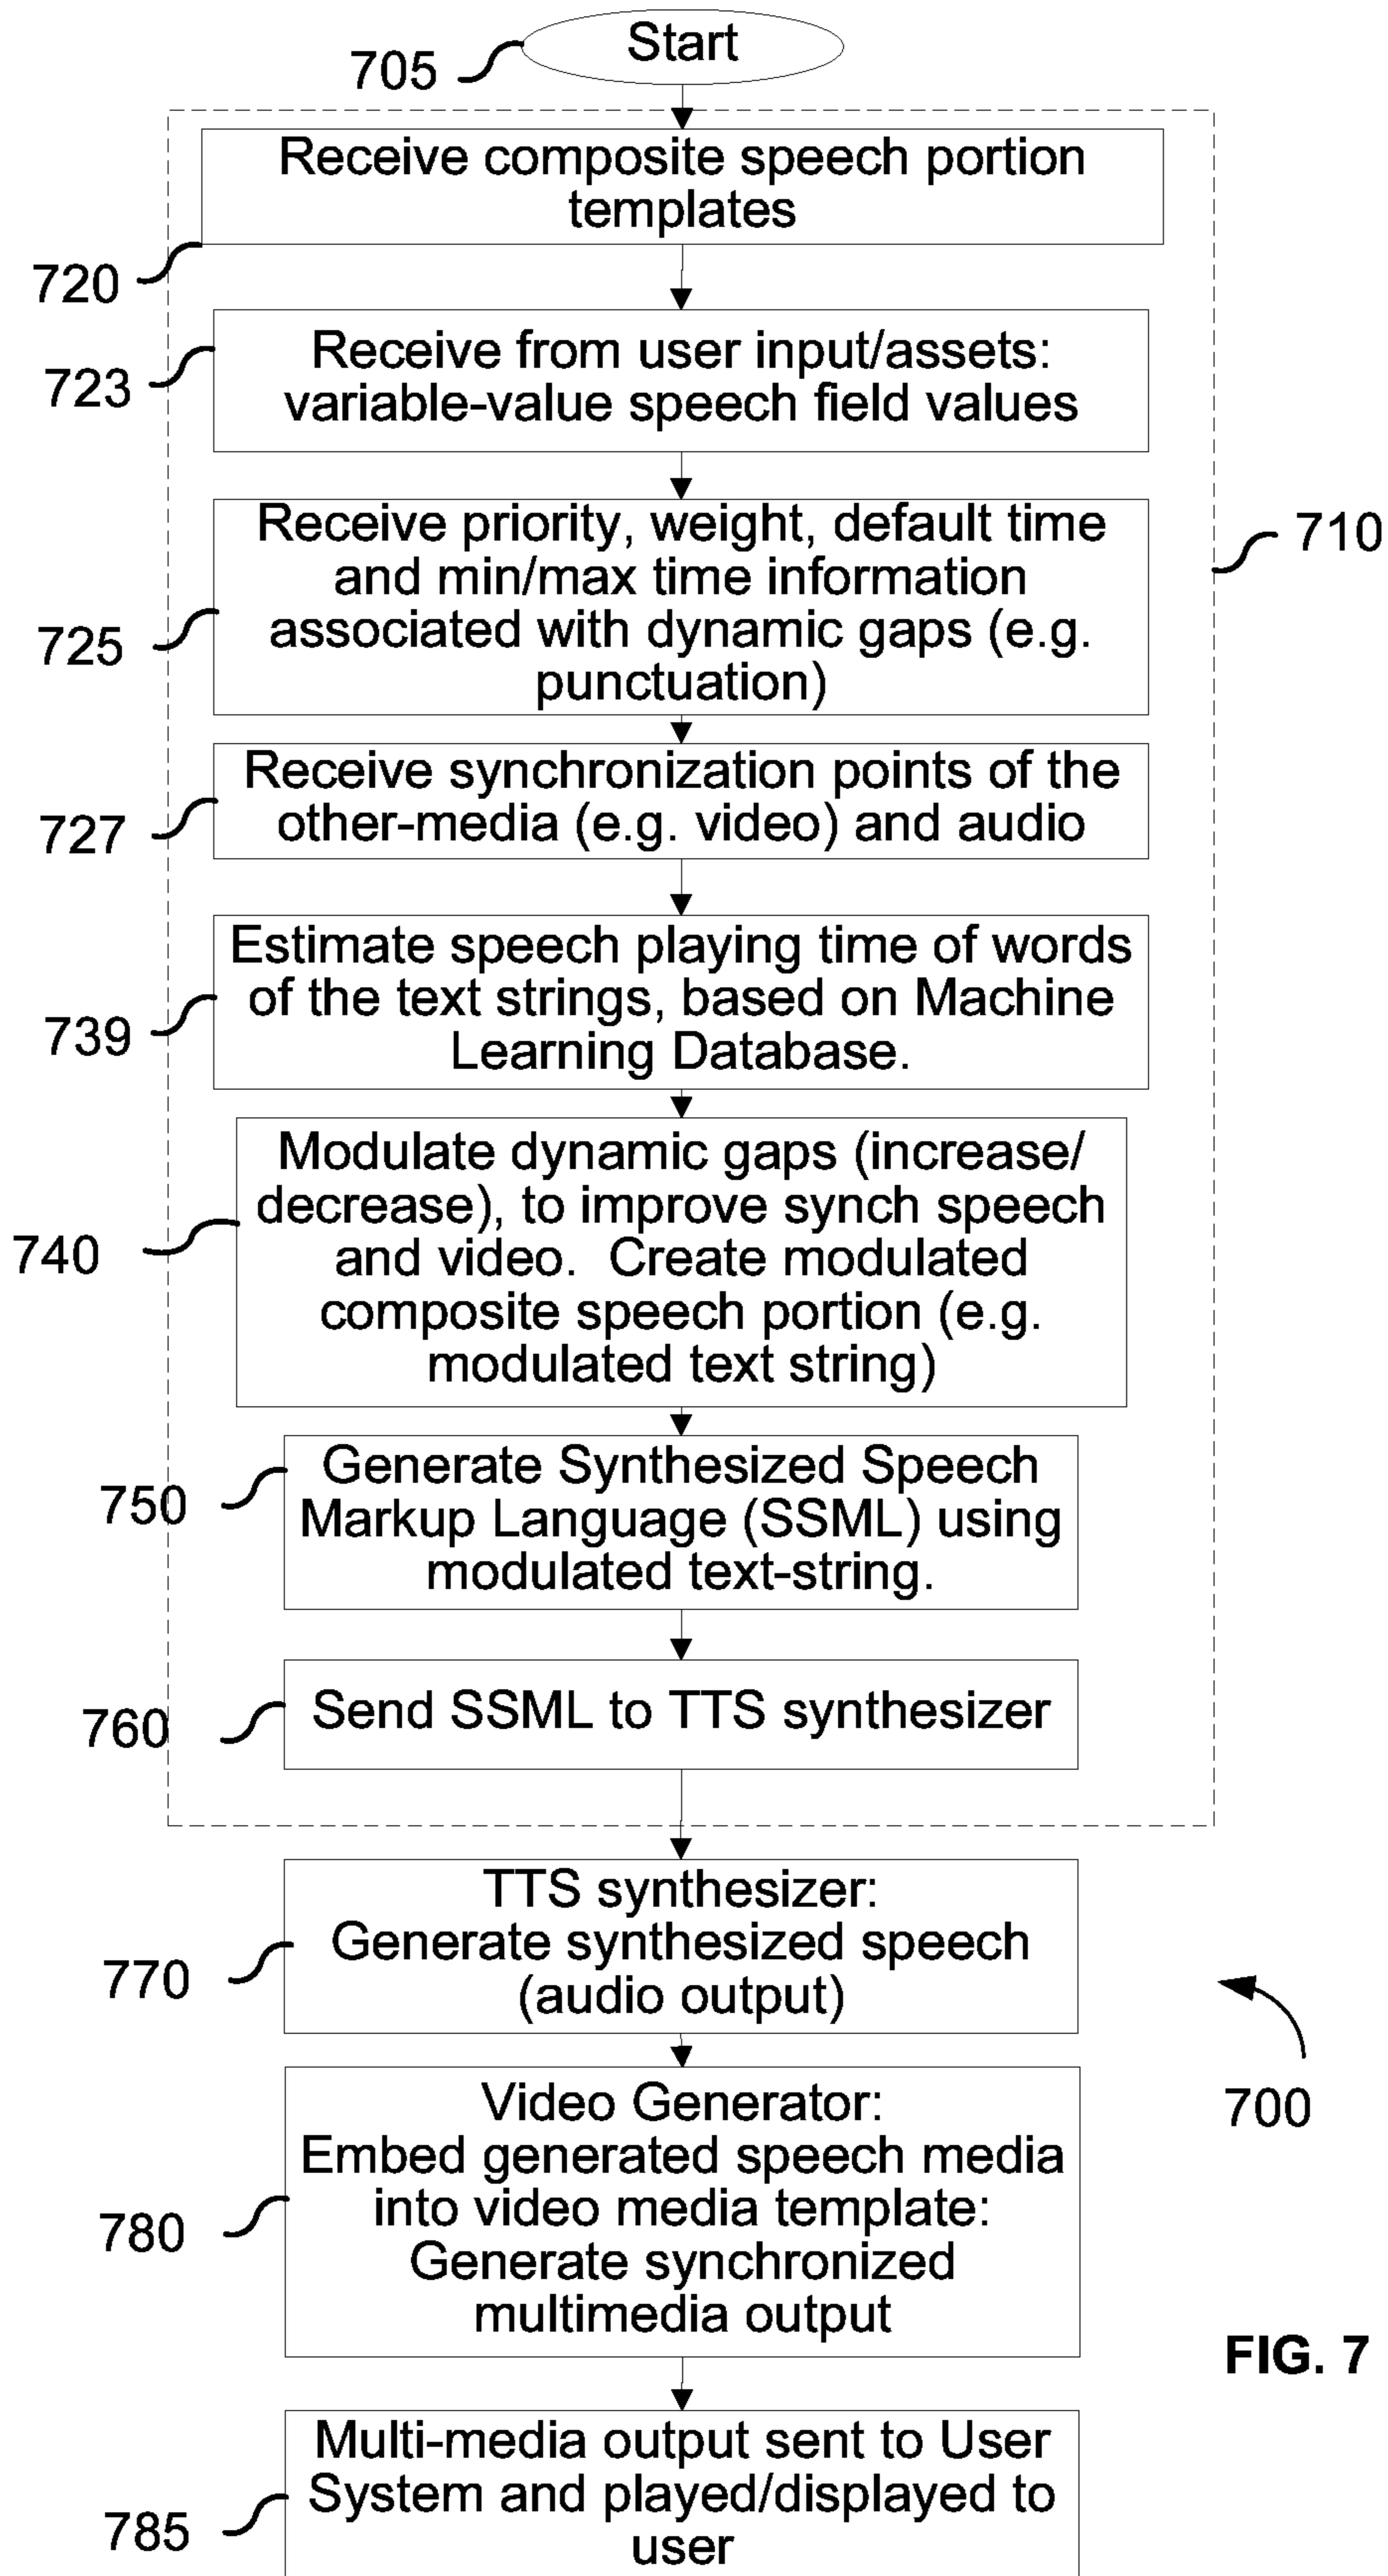 Start
705
Receive composite speech portion
templates
720
Receive from user input/assets:
variable-value speech field values
723
Receive priority, weight, default time
and min/max time information
associated with dynamic gaps (e.g.
punctuation)
710
725
Receive synchronization points of the
other-media (e.g. video) and audio
727
Estimate speech playing time of words
of the text strings, based on Machine
Learning Database.
739
Modulate dynamic gaps (increase/
decrease), to improve synch speech
and video. Create modulated
composite speech portion (e.g.
modulated text string)
740
Generate Synthesized Speech
Markup Language (SSML) using
modulated text-string.
750
Send SSML to TTS synthesizer
760
TTS synthesizer:
Generate synthesized speech
(audio output)
770
700
Video Generator:
Embed generated speech media
into video media template:
Generate synchronized
multimedia output
780
FIG. 7
Multi-media output sent to User
System and played/displayed to
user
785